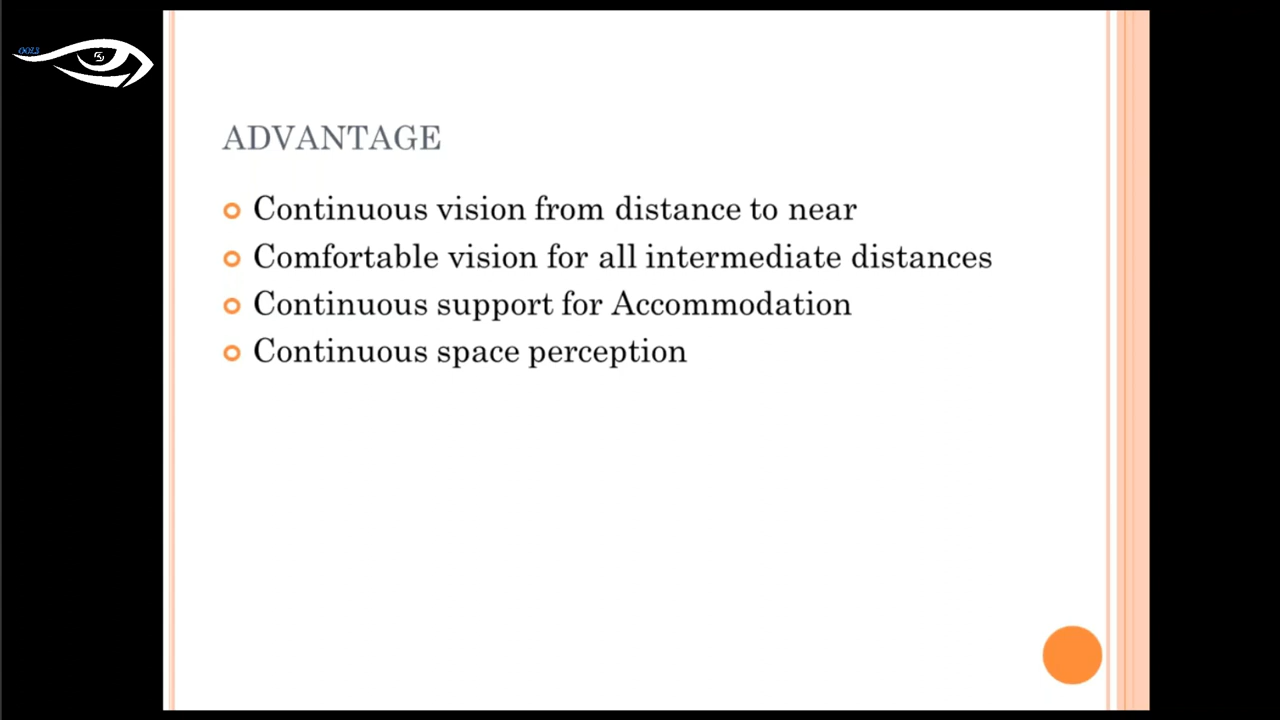 ADVANTAGE
Continuous vision from distance to near
Comfortable vision for all intermediate distances
Continuous support for Accommodation
Continuous space perception